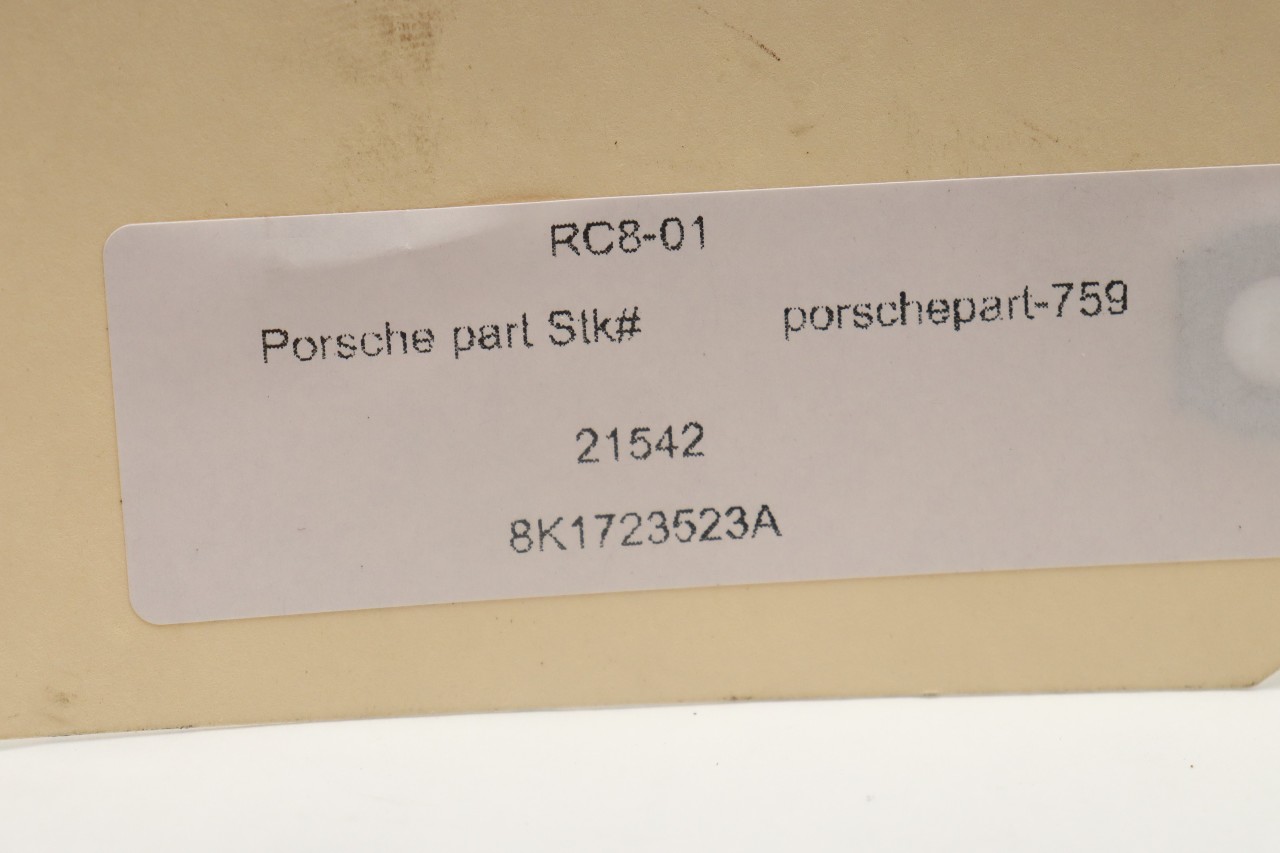 RC8-01
Porsche part Stk# porschepart-759
21542
8K1723523A